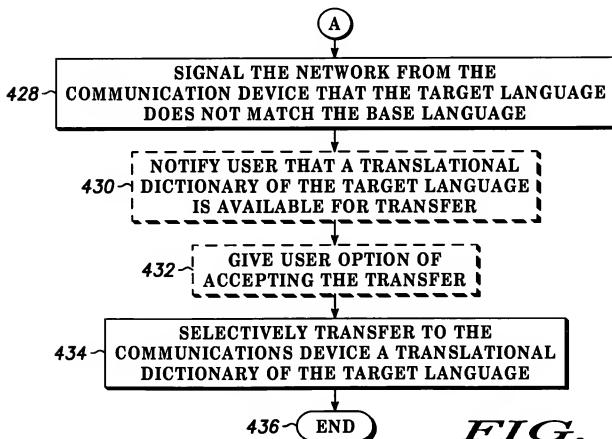 A
SIGNAL THE NETWORK FROM THE
428 COMMUNICATION DEVICE THAT THE TARGET LANGUAGE
DOES NOT MATCH THE BASE LANGUAGE
NOTIFY USER THAT A TRANSLATIONAL
430 DICTIONARY OF THE TARGET LANGUAGE
IS AVAILABLE FOR TRANSFER
432 GIVE USER OPTION OF
ACCEPTING THE TRANSFER
SELECTIVELY TRANSFER TO THE
434 COMMUNICATIONS DEVICE A TRANSLATIONAL
DICTIONARY OF THE TARGET LANGUAGE
436 END
FIG.